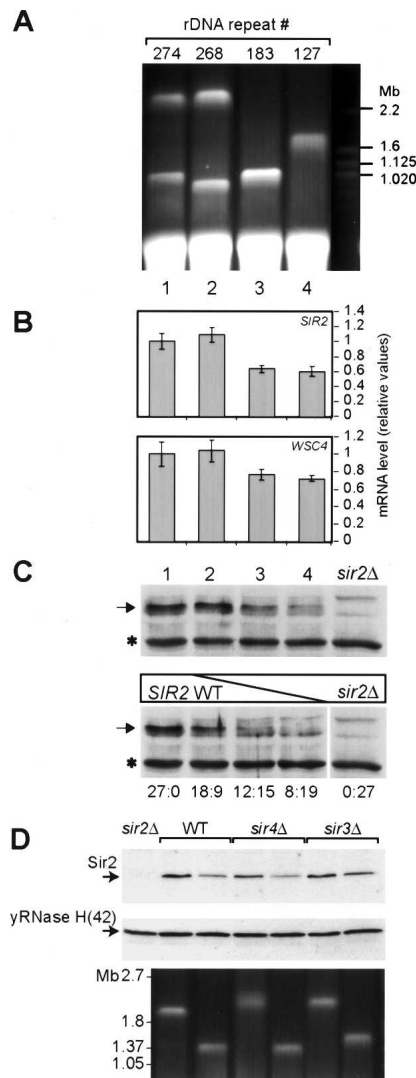 A
rDNA repeat #
274 268 183 127
Mb
2.2
1.6
1.125
1.020
1 2 3 4
B
SIR2
1.4
1.2
1
0.8
0.6
0.4
0.2
0
WSC4
1.2
1
0.8
0.6
0.4
0.2
0
mRNA level (relative values)
C
1 2 3 4 sir2Δ
*
SIR2 WT sir2Δ
*
27:0 18:9 12:15 8:19 0:27
D
sir2Δ WT sir4Δ sir3Δ
Sir2
yRNase H(42)
Mb 2.7
1.8
1.37
1.05